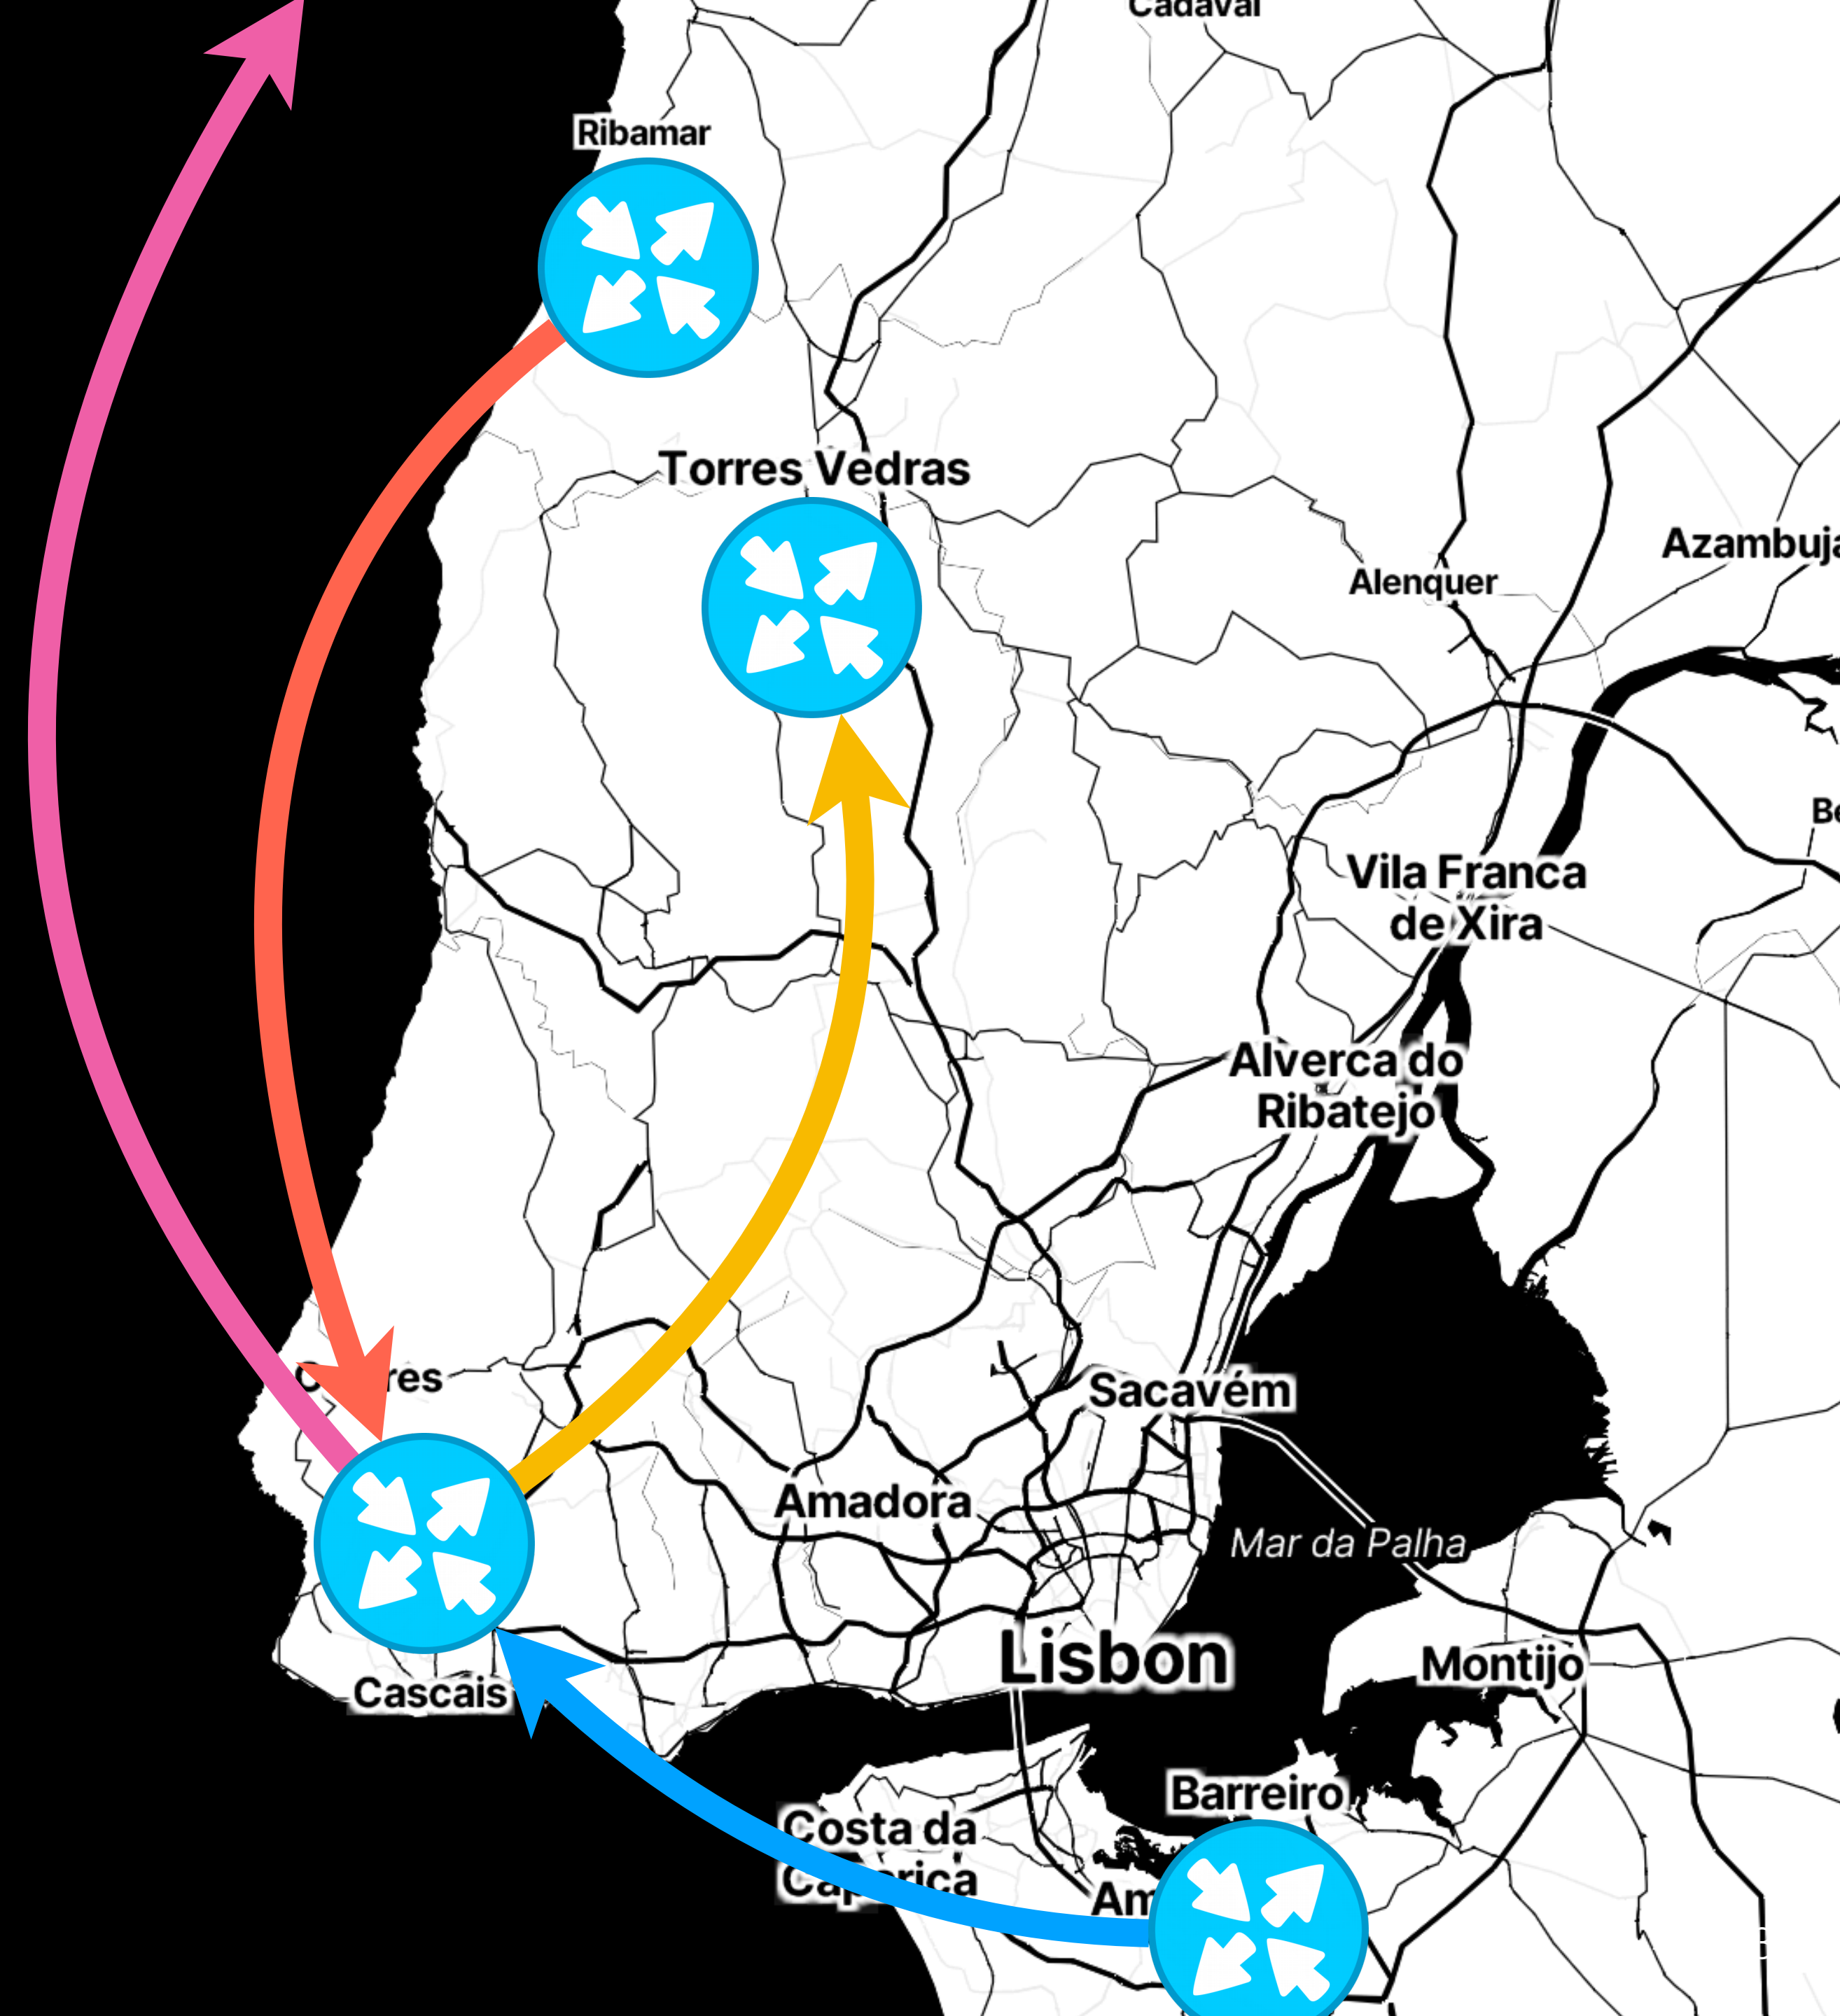 Cadaval
Ribamar
Torres Vedras
Azambuja
Alenquer
Vila Franca
de Xira
Alverca do
Ribatejo
Sacavém
Amadora
Mar da Palha
Lisbon
Montijo
Cascais
Barreiro
Costa da